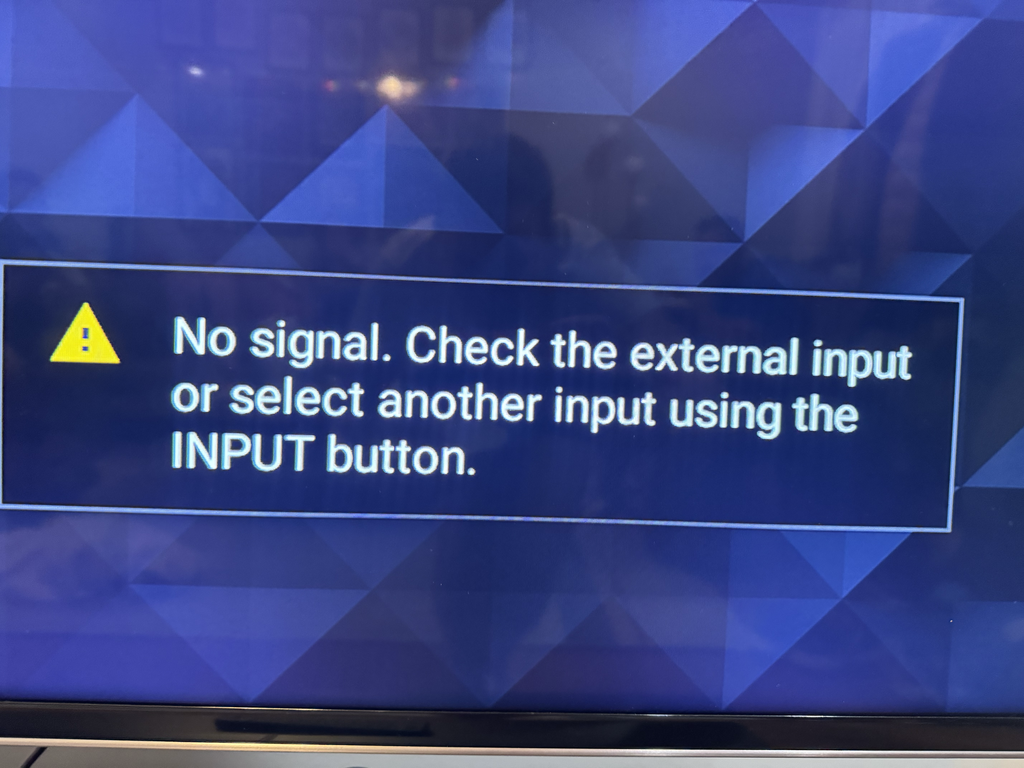 No signal. Check the external input
or select another input using the
INPUT button.